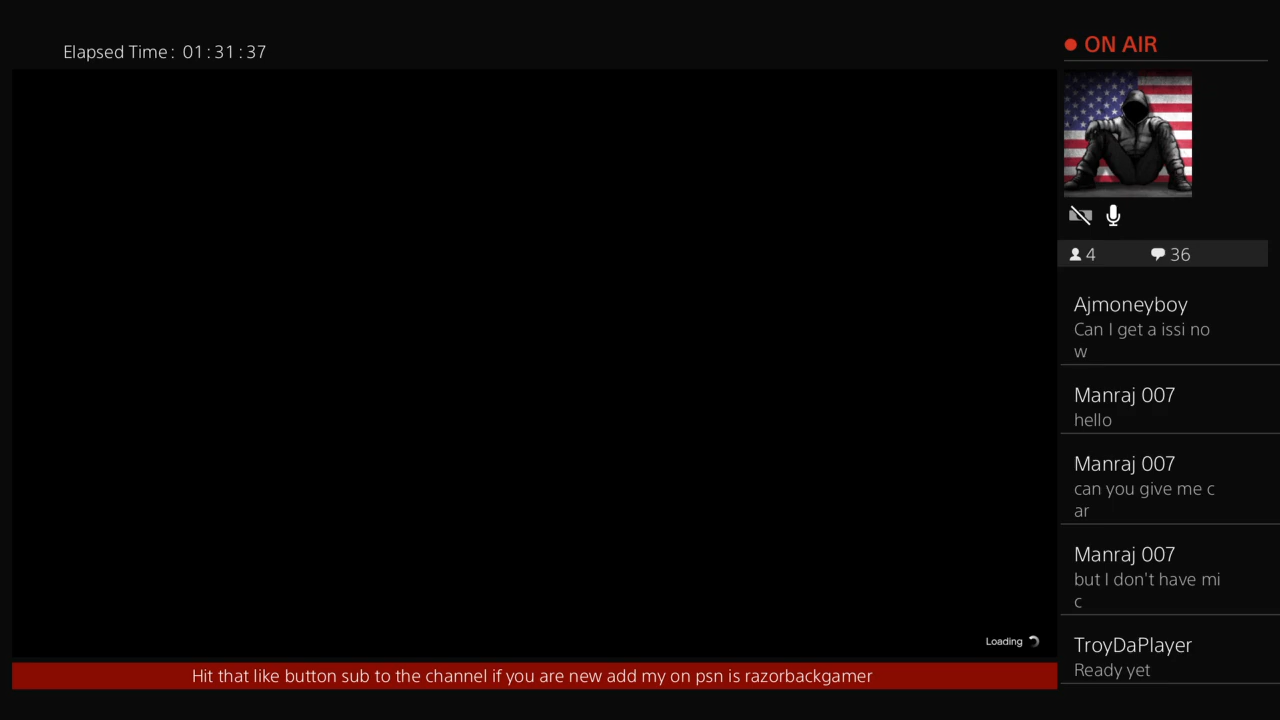 Elapsed Time: 01:31:37
ON AIR
4 36
Ajmoneyboy
Can I get a issi no
w
Manraj 007
hello
Manraj 007
can you give me c
ar
Manraj 007
but I don't have mi
c
TroyDaPlayer
Ready yet
Loading
Hit that like button sub to the channel if you are new add my on psn is razorbackgamer